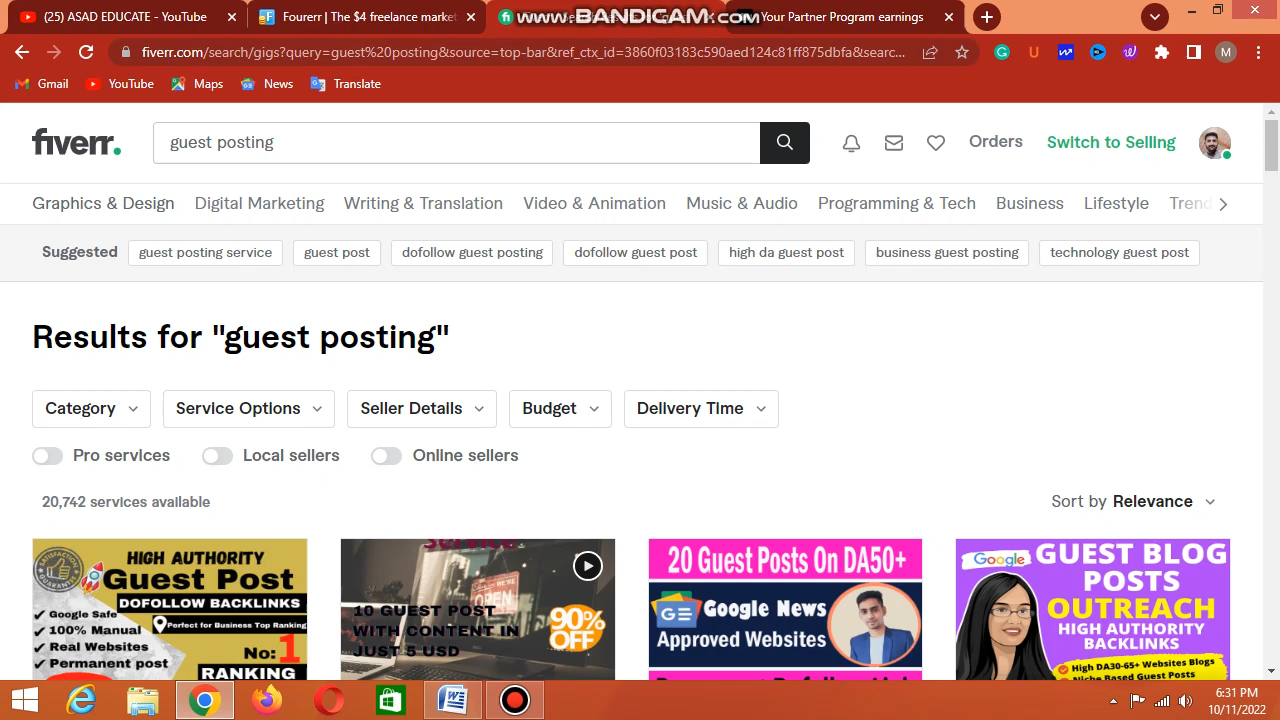 (25) ASAD EDUCATE - YouTube
Fourerr | The $4 freelance market
www.BANDICAM.com
Your Partner Program earnings
fiverr.com/search/gigs?query=guest%20posting&source=top-bar&ref_ctx_id=3860f03183c590aed124c81ff875dbfa&searc...
M
Gmail
YouTube
Maps
News
Translate
fiverr.
guest posting
Orders
Switch to Selling
Graphics & Design
Digital Marketing
Writing & Translation
Video & Animation
Music & Audio
Programming & Tech
Business
Lifestyle
Trend
Suggested
guest posting service
guest post
dofollow guest posting
dofollow guest post
high da guest post
business guest posting
technology guest post
Results for "guest posting"
Category
Service Options
Seller Details
Budget
Delivery Time
Pro services
Local sellers
Online sellers
20,742 services available
Sort by Relevance
HIGH AUTHORITY
Guest Post
DOFOLLOW BACKLINKS
Google Safe
100% Manual
Real Websites
Permanent post
Perfect for Business Top Ranking
No:1
RANKING
OPEN
10 GUEST POST
WITH CONTENT IN
JUST 5 USD
90%
OFF
20 Guest Posts On DA50+
Google News
Approved Websites
Google
GUEST BLOG
POSTS
OUTREACH
HIGH AUTHORITY
BACKLINKS
High DA30-65+ Websites Blogs
Niche Based Guest Posts
6:31 PM
10/11/2022